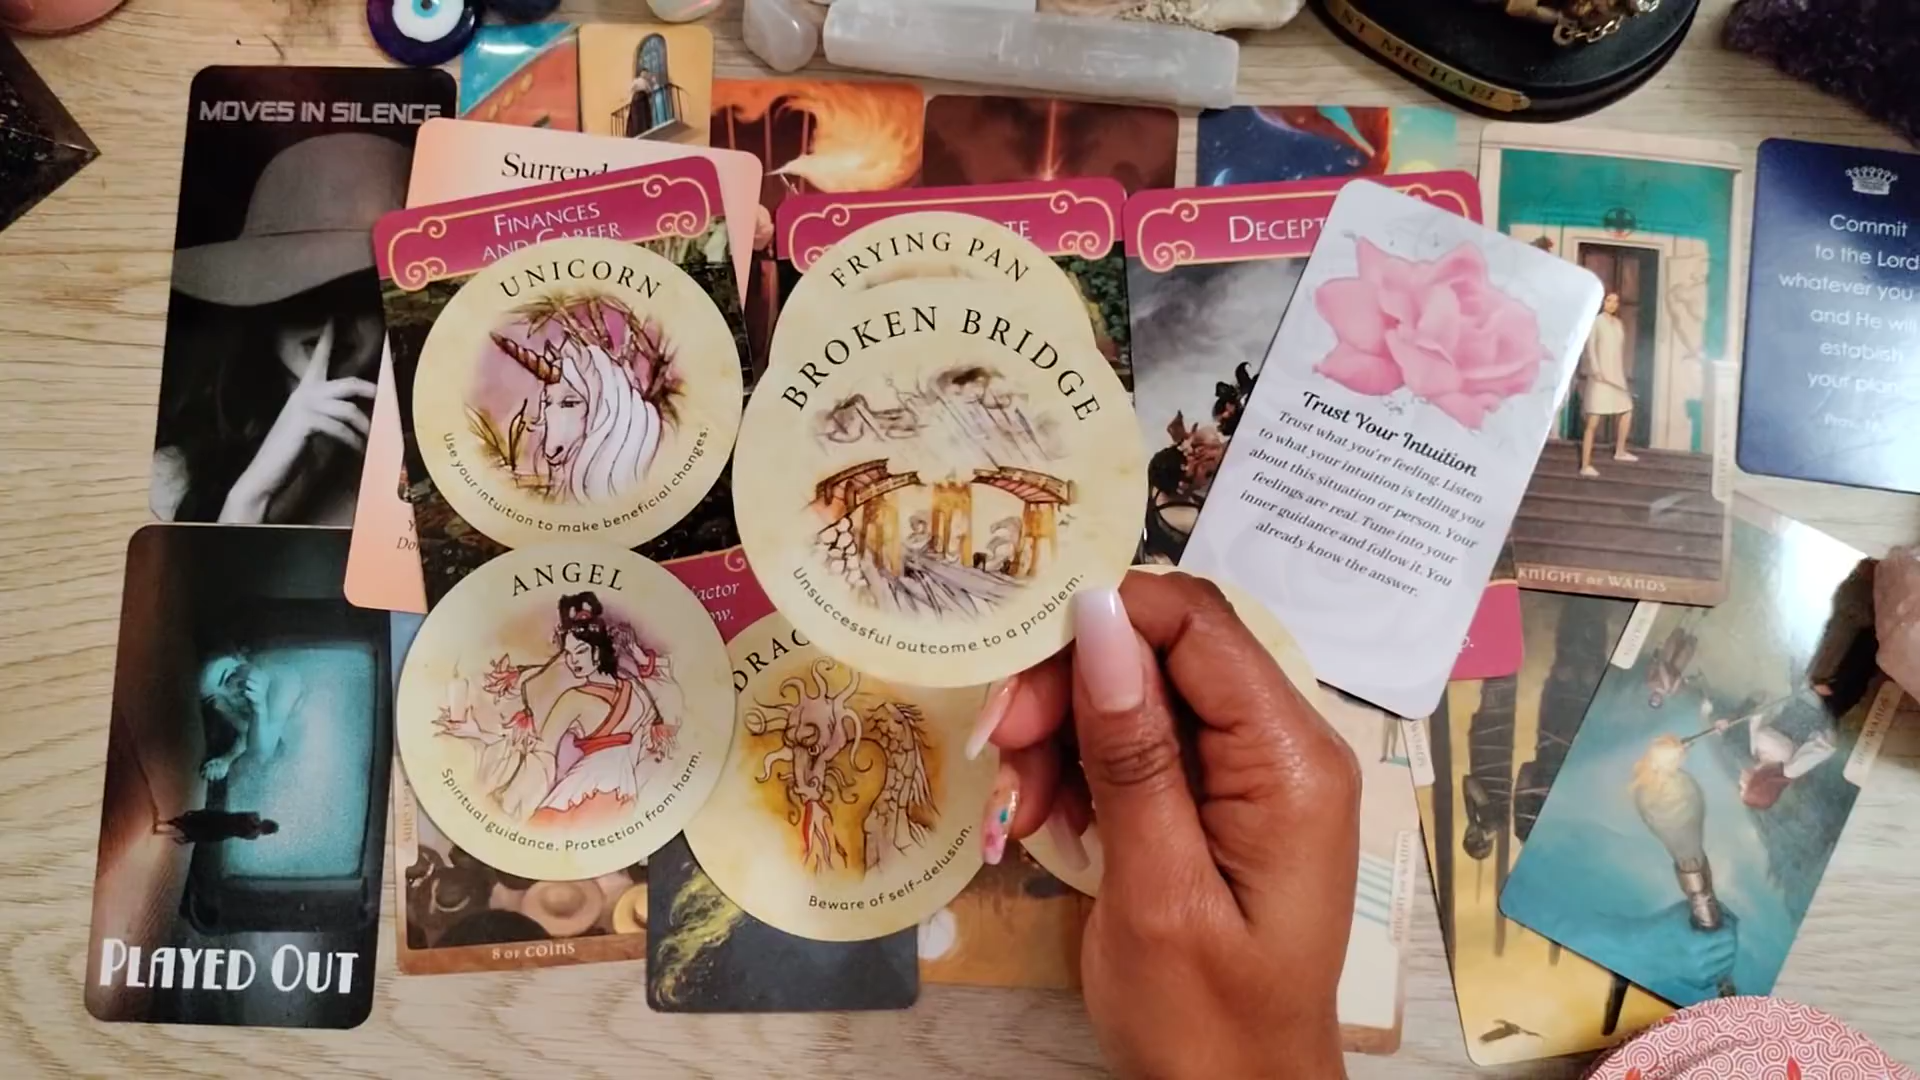 ST MICHAEL
MOVES IN SILENCE
Surrend
FINANCES
AND CAREER
UNICORN
Use your intuition to make beneficial changes.
FRYING PAN
BROKEN BRIDGE
Unsuccessful outcome to a problem.
DECEPT
Trust Your Intuition
Trust what you're feeling. Listen
to what your intuition is telling you
about this situation or person. Your
feelings are real. Tune into your
inner guidance and follow it. You
already know the answer.
KNIGHT OF WANDS
Commit
to the Lord
whatever you
and He will
establish
your plans
ANGEL
Spiritual guidance. Protection from harm.
DRAG
Beware of self-delusion.
8 OF COINS
PLAYED OUT